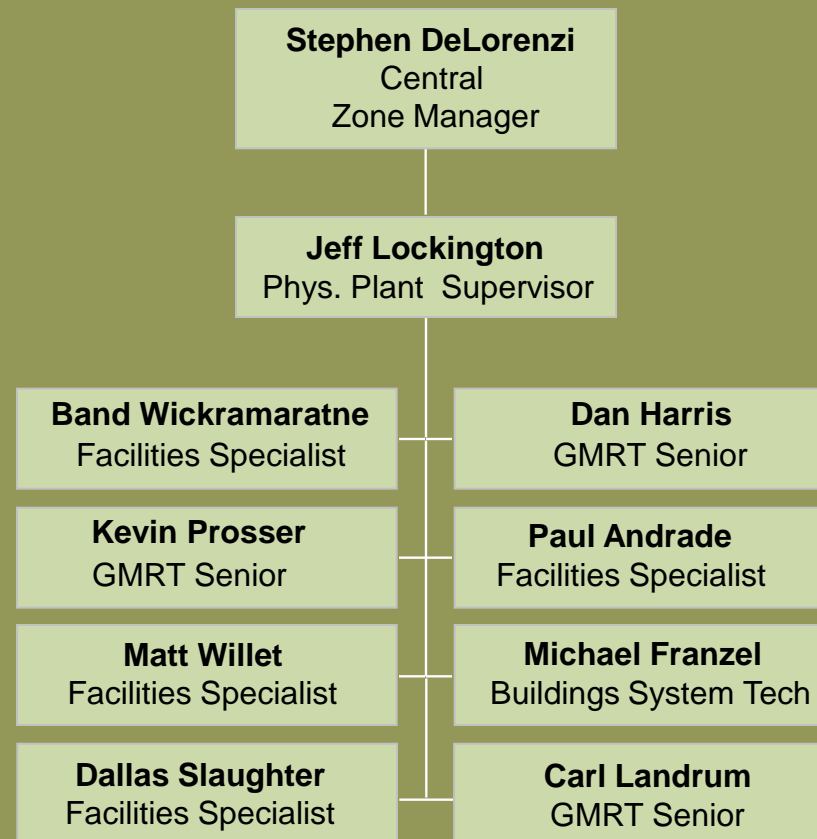 Stephen DeLorenzi
Central
Zone Manager
Jeff Lockington
Phys. Plant  Supervisor
Band Wickramaratne
Facilities Specialist
Dan Harris
GMRT Senior
Kevin Prosser
GMRT Senior
Paul Andrade
Facilities Specialist
Matt Willet
Facilities Specialist
Michael Franzel
Buildings System Tech
Dallas Slaughter
Facilities Specialist
Carl Landrum
GMRT Senior